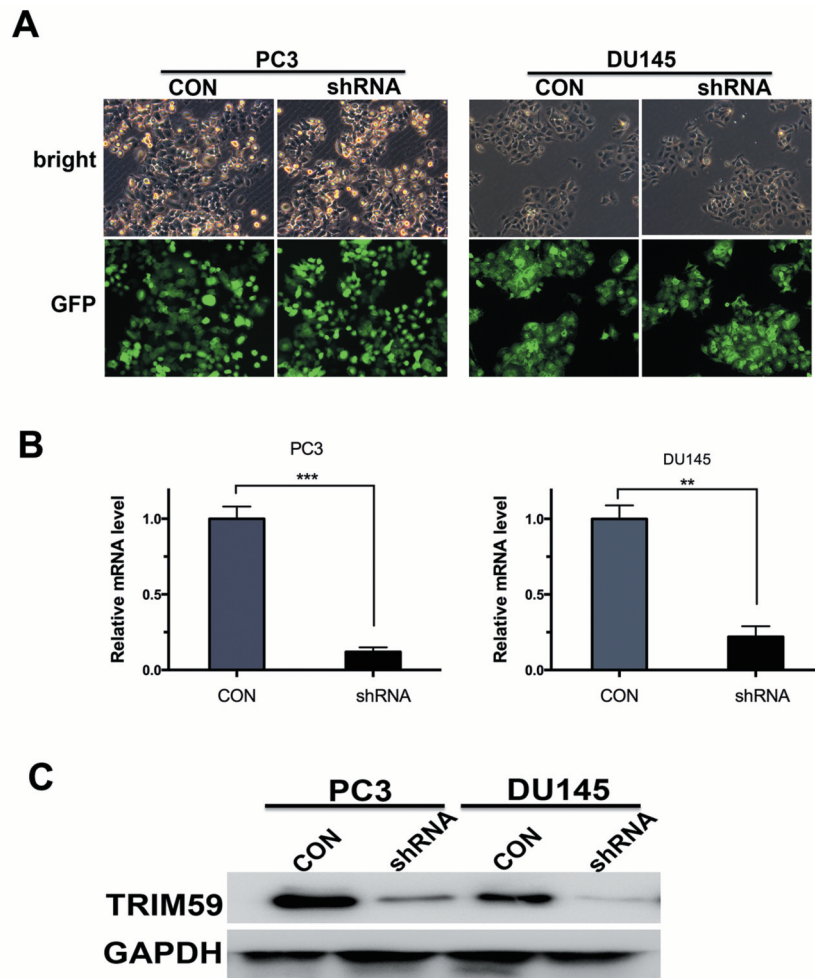 A
PC3 DU145
CON shRNA CON shRNA
bright
GFP
B
PC3
***
Relative mRNA level
1.0
0.5
0.0
CON shRNA
DU145
**
Relative mRNA level
1.0
0.5
0.0
CON shRNA
C
PC3 DU145
CON shRNA CON shRNA
TRIM59
GAPDH